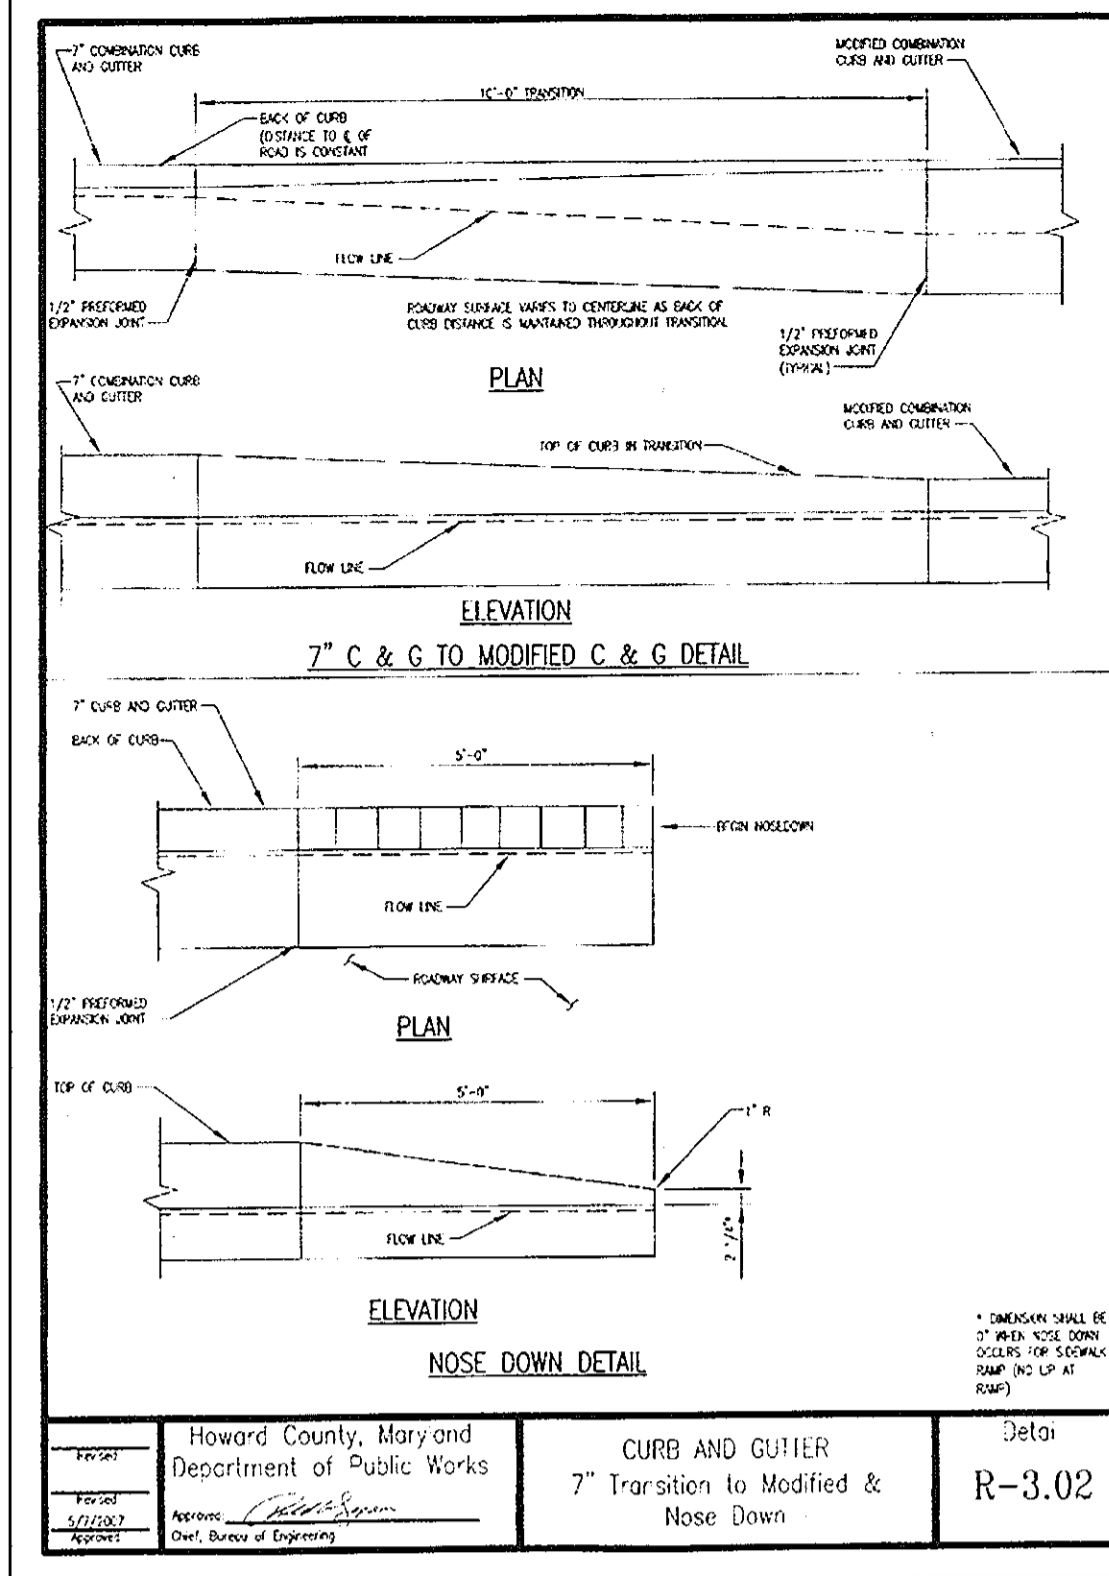 7" COMBINATION CURB
AND GUTTER
MODIFIED COMBINATION
CURB AND GUTTER
10'-0" TRANSITION
BACK OF CURB
(DISTANCE TO ℄ OF
ROAD IS CONSTANT
FLOW LINE
1/2" PREFORMED
EXPANSION JOINT
ROADWAY SURFACE VARIES TO CENTERLINE AS BACK OF
CURB DISTANCE IS MAINTAINED THROUGHOUT TRANSITION.
1/2" PREFORMED
EXPANSION JOINT
(TYPICAL)
PLAN
7" COMBINATION CURB
AND GUTTER
MODIFIED COMBINATION
CURB AND GUTTER
TOP OF CURB IN TRANSITION
FLOW LINE
ELEVATION
7" C & G TO MODIFIED C & G DETAIL
7" CURB AND GUTTER
BACK OF CURB
5'-0"
BEGIN NOSEDOWN
FLOW LINE
ROADWAY SURFACE
1/2" PREFORMED
EXPANSION JOINT
PLAN
TOP OF CURB
5'-0"
1" R
FLOW LINE
2 1/2"*
ELEVATION
NOSE DOWN DETAIL
* DIMENSION SHALL BE
0" WHEN NOSE DOWN
OCCURS FOR SIDEWALK
RAMP (NO LIP AT
RAMP)
Revised
Revised
5/7/2007
Approved
Howard County, Maryland
Department of Public Works
Approved:
Chief, Bureau of Engineering
CURB AND GUTTER
7" Transition to Modified &
Nose Down
Detai
R-3.02